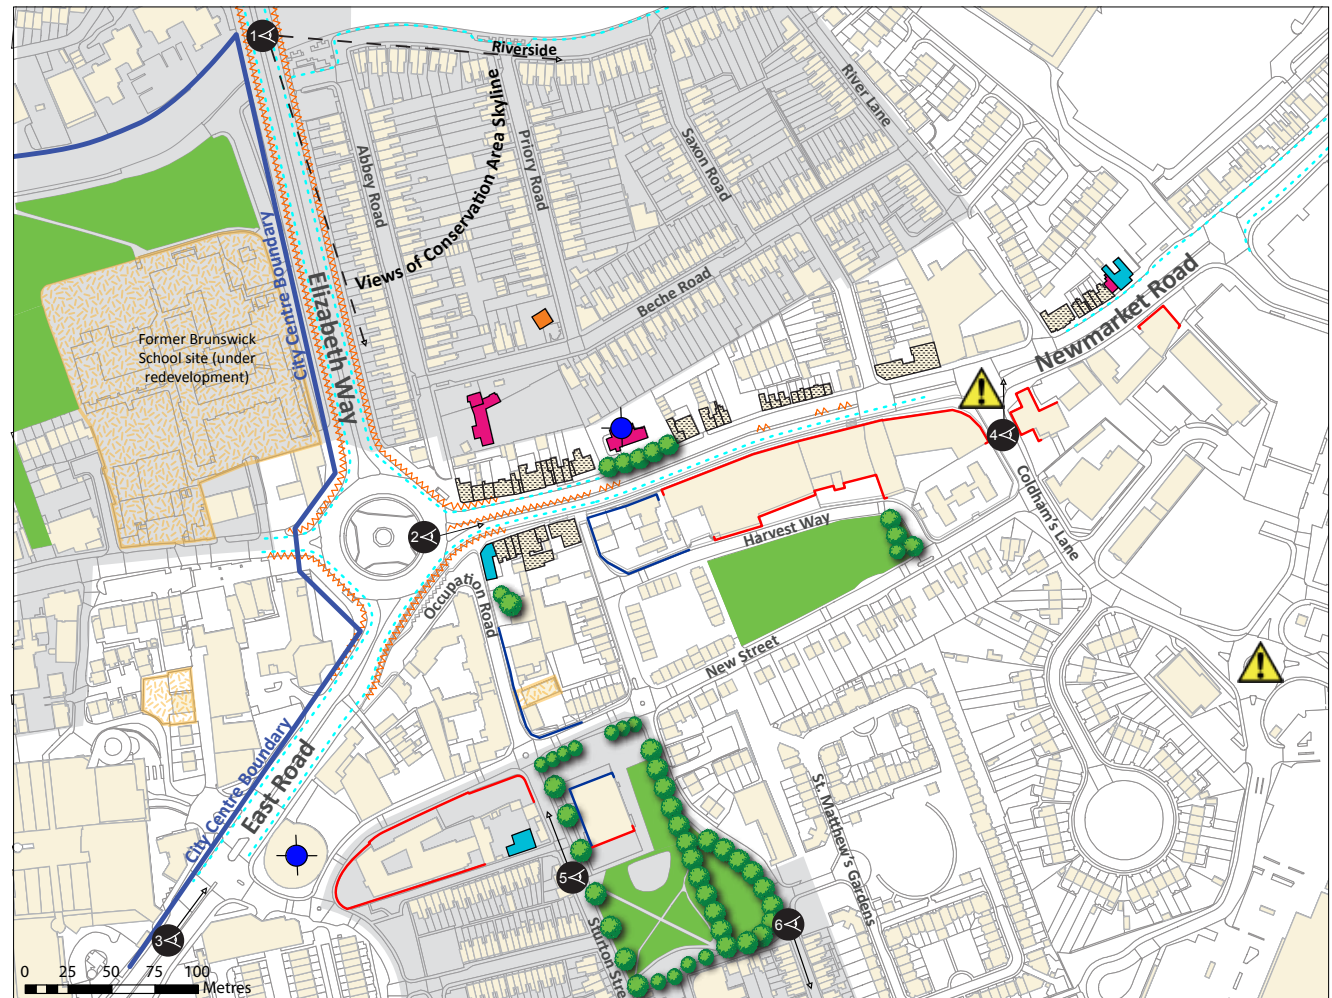 1
Riverside
River Lane
Views of Conservation Area Skyline
Abbey Road
Priory Road
Saxon Road
City Centre Boundary
Elizabeth Way
Beche Road
Newmarket Road
Former Brunswick
School site (under
redevelopment)
4
Coldham's Lane
2
Harvest Way
Occupation Road
New Street
City Centre Boundary
East Road
St. Matthew's Gardens
5
6
3
Sturton Stre
0 25 50 75 100
Metres